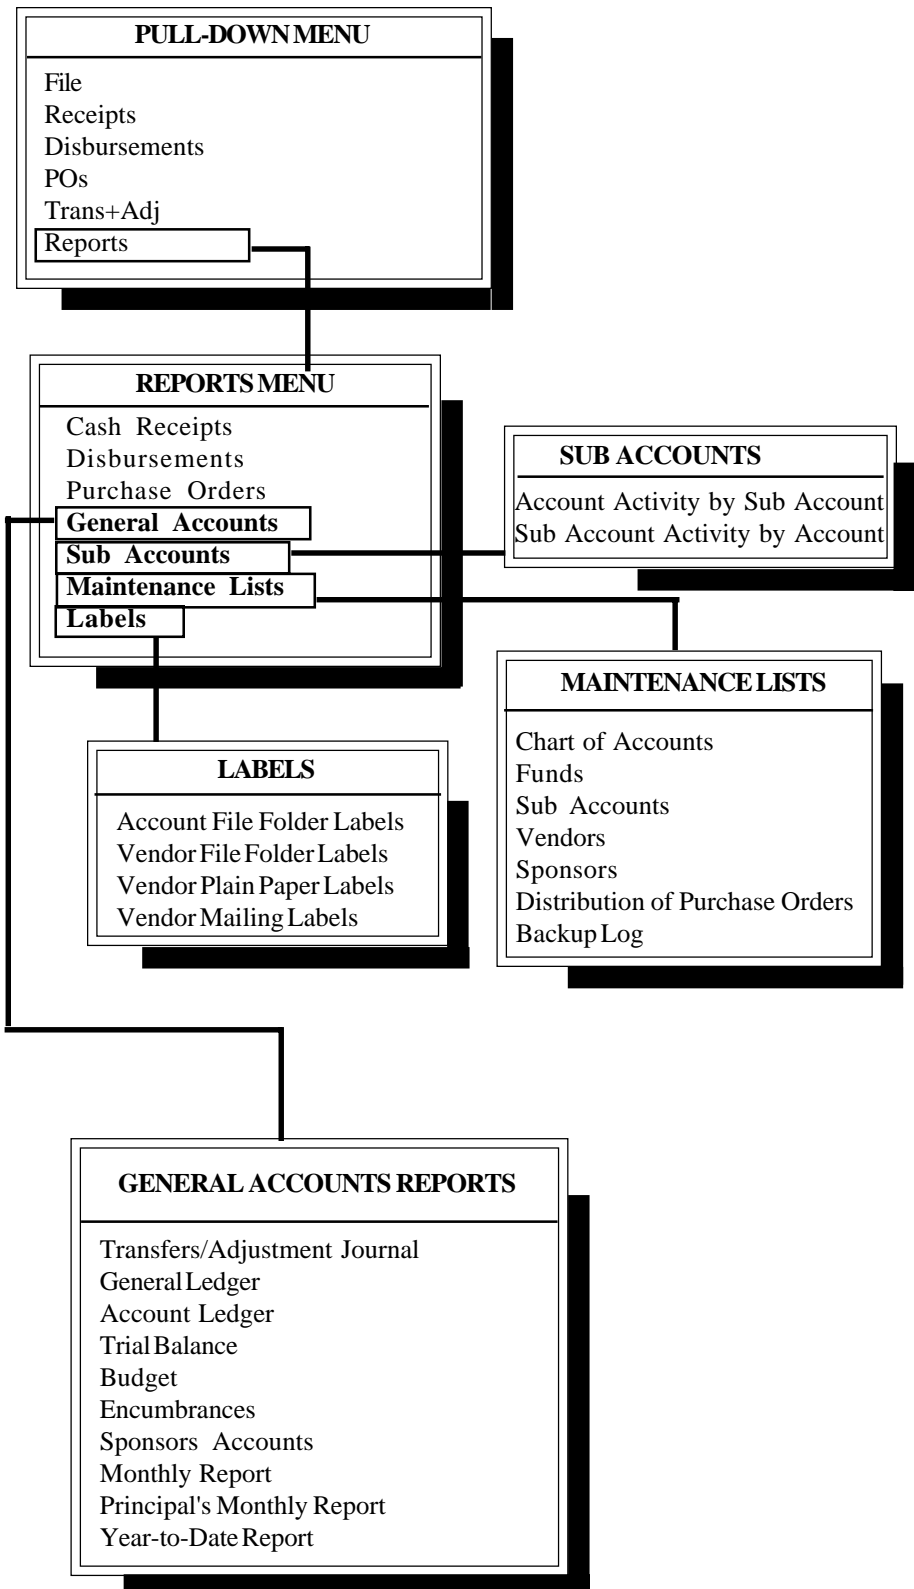 PULL-DOWN MENU
File
Receipts
Disbursements
POs
Trans+Adj
Reports
REPORTS MENU
Cash Receipts
Disbursements
Purchase Orders
General Accounts
Sub Accounts
Maintenance Lists
Labels
SUB ACCOUNTS
Account Activity by Sub Account
Sub Account Activity by Account
MAINTENANCE LISTS
Chart of Accounts
Funds
Sub Accounts
Vendors
Sponsors
Distribution of Purchase Orders
Backup Log
LABELS
Account File Folder Labels
Vendor File Folder Labels
Vendor Plain Paper Labels
Vendor Mailing Labels
GENERAL ACCOUNTS REPORTS
Transfers/Adjustment Journal
General Ledger
Account Ledger
Trial Balance
Budget
Encumbrances
Sponsors Accounts
Monthly Report
Principal's Monthly Report
Year-to-Date Report